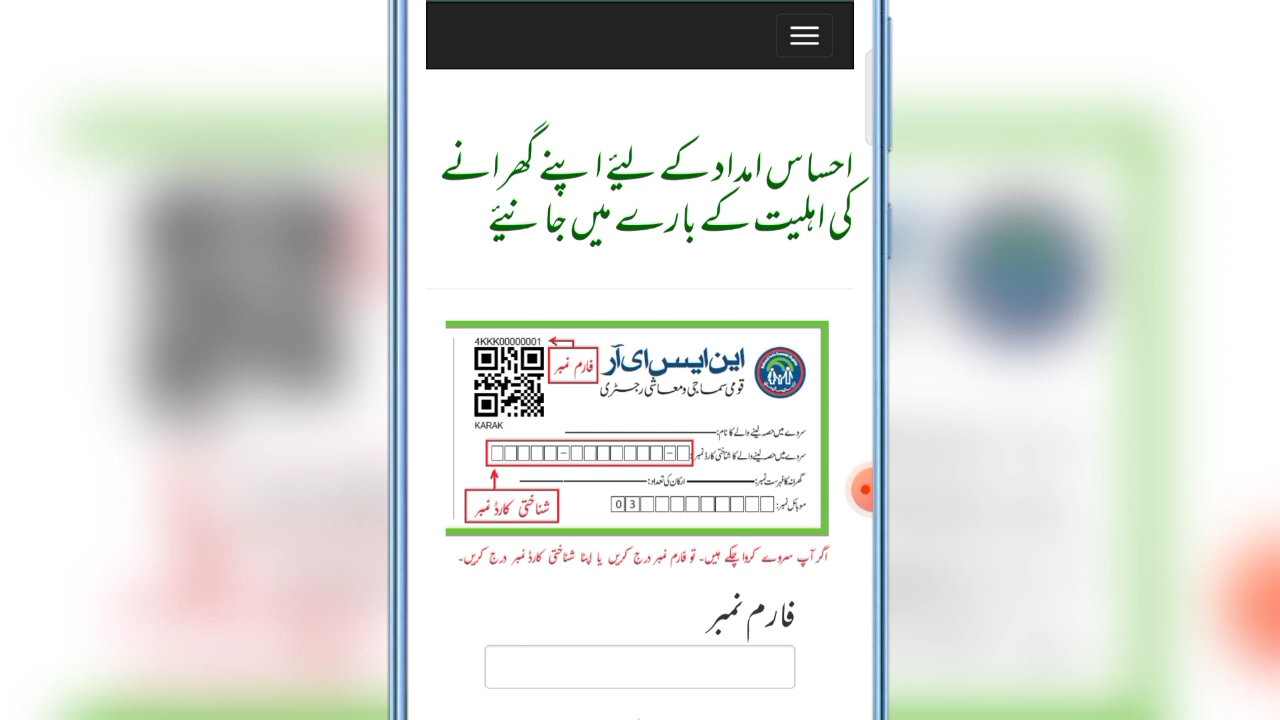 احساس امداد کے لیئے اپنے گھرانے
کی اہلیت کے بارے میں جانیئے
4KKK00000001
فارم نمبر
این ایس ای آر
قومی سماجی و معاشی رجسٹری
KARAK
سروے میں حصہ لینے والے کا نام:
سروے میں حصہ لینے والے کا شناختی کارڈ نمبر:
گھرانہ کا فہرست نمبر: ارکان کی تعداد:
شناختی کارڈ نمبر
موبائل نمبر: 03
اگر آپ سروے کروا چکے ہیں۔ تو فارم نمبر درج کریں یا اپنا شناختی کارڈ نمبر درج کریں۔
فارم نمبر